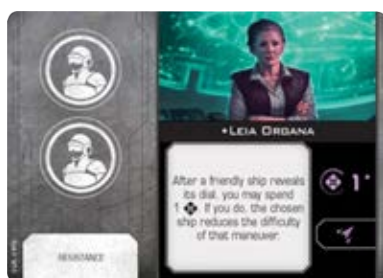 •Leia Organa
After a friendly ship reveals
its dial, you may spend
1. If you do, the chosen
ship reduces the difficulty
of that maneuver.
1
RESISTANCE